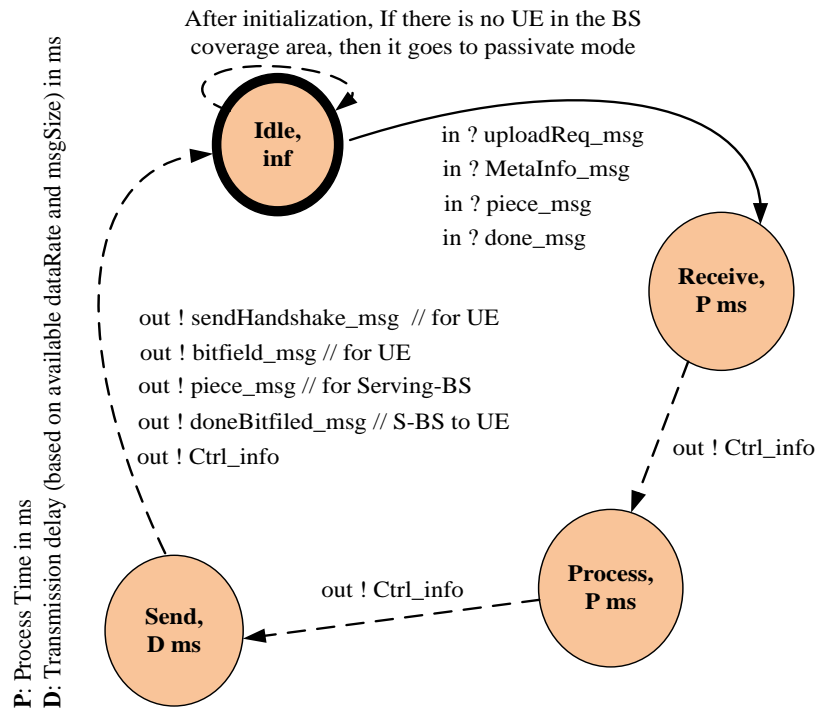 After initialization, If there is no UE in the BS
coverage area, then it goes to passivate mode
Idle,
inf
in ? uploadReq_msg
in ? MetaInfo_msg
in ? piece_msg
in ? done_msg
Receive,
P ms
out ! sendHandshake_msg // for UE
out ! bitfield_msg // for UE
out ! piece_msg // for Serving-BS
out ! doneBitfiled_msg // S-BS to UE
out ! Ctrl_info
out ! Ctrl_info
Process,
P ms
out ! Ctrl_info
Send,
D ms
P: Process Time in ms
D: Transmission delay (based on available dataRate and msgSize) in ms